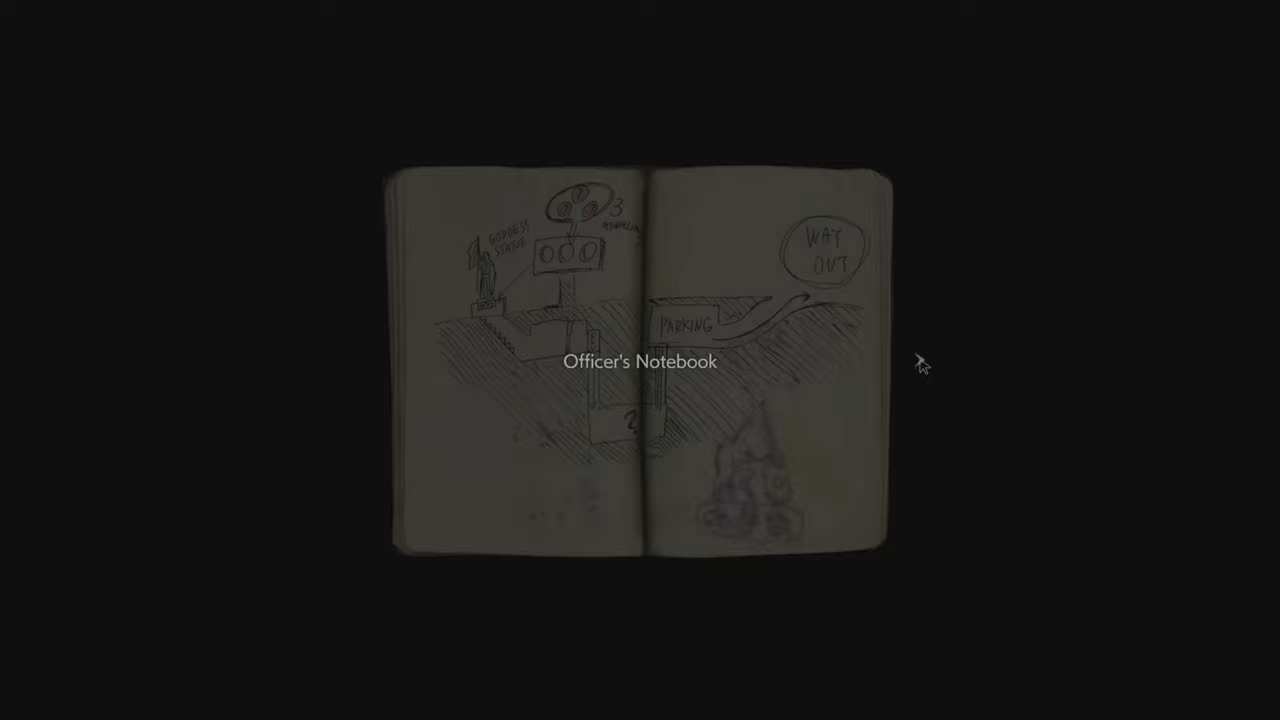 3
GODDESS
STATUE
WAY
OUT
PARKING
Officer's Notebook
?